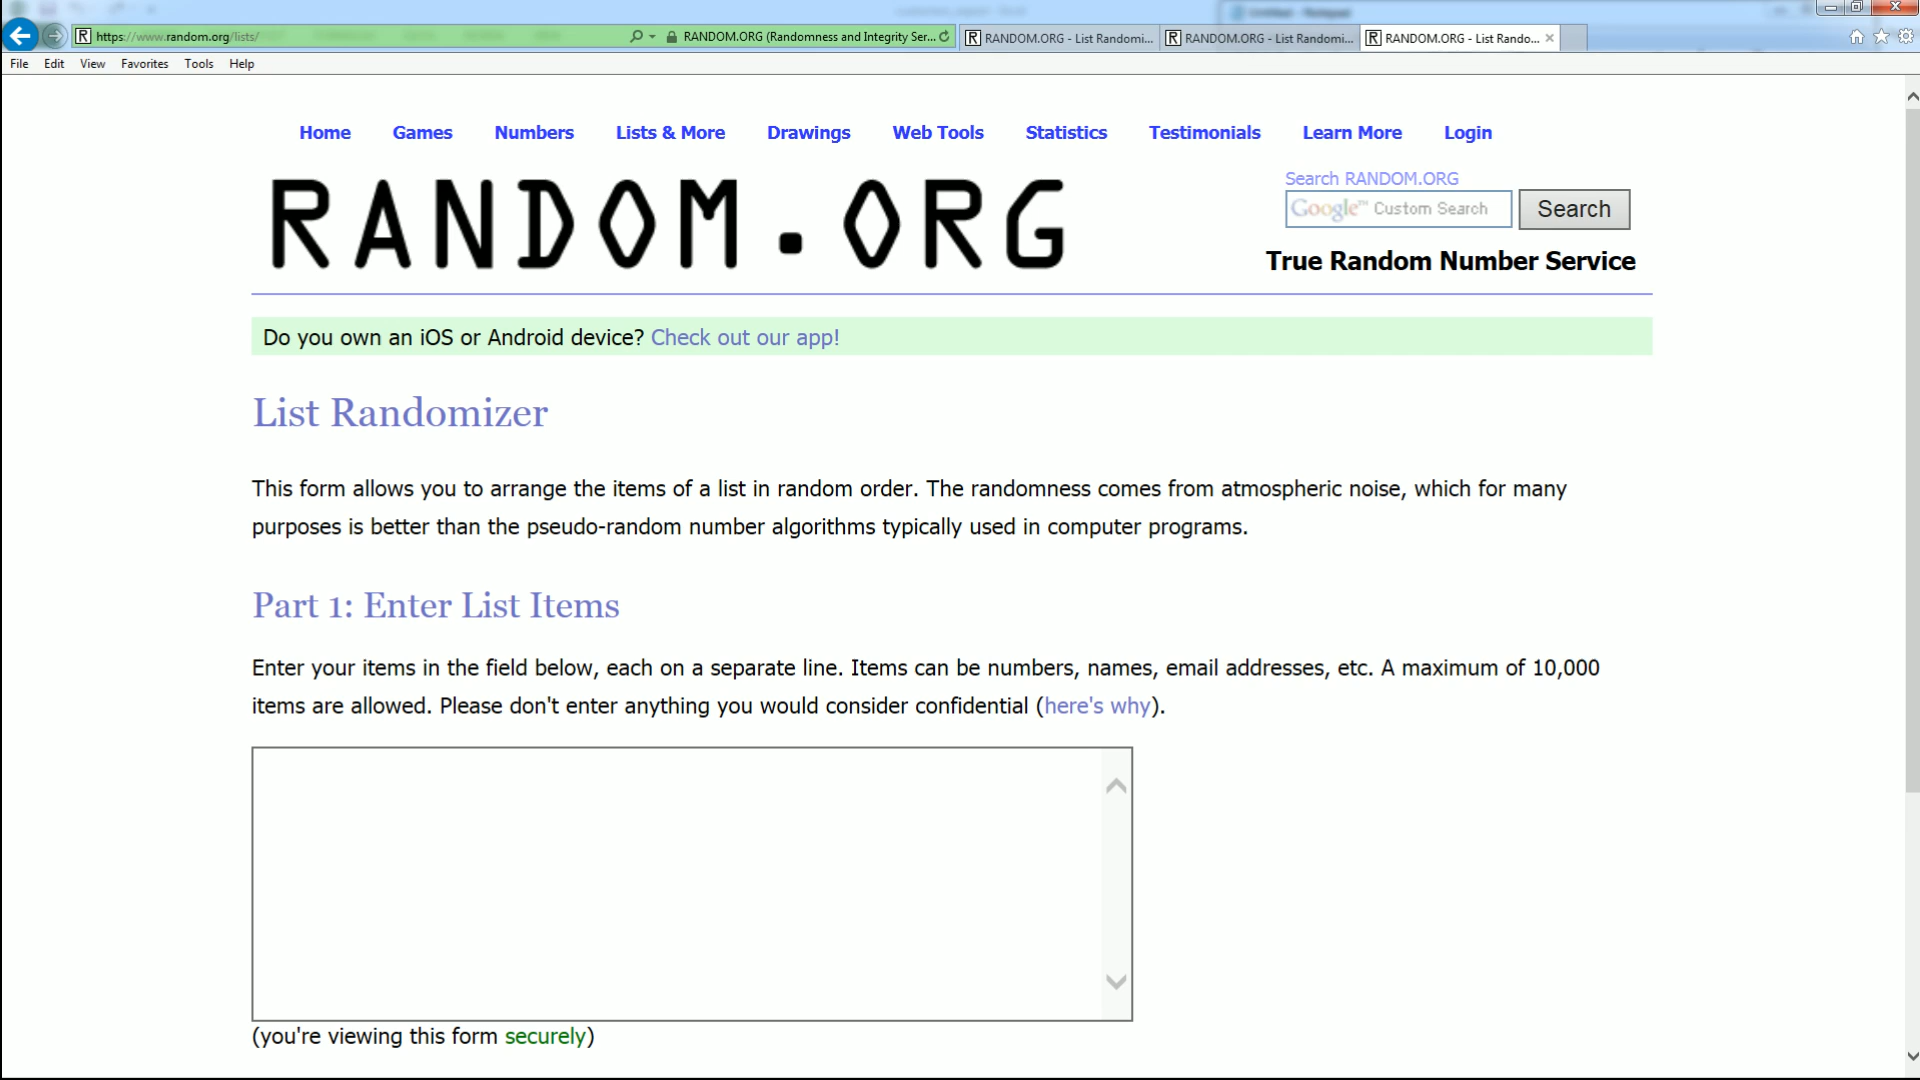 https://www.random.org/lists/
RANDOM.ORG (Randomness and Integrity Ser...
RANDOM.ORG - List Randomi...
RANDOM.ORG - List Randomi...
RANDOM.ORG - List Rando...
File Edit View Favorites Tools Help
Home Games Numbers Lists & More Drawings Web Tools Statistics Testimonials Learn More Login
RANDOM.ORG
Search RANDOM.ORG
Google™ Custom Search
Search
True Random Number Service
Do you own an iOS or Android device? Check out our app!
List Randomizer
This form allows you to arrange the items of a list in random order. The randomness comes from atmospheric noise, which for many
purposes is better than the pseudo-random number algorithms typically used in computer programs.
Part 1: Enter List Items
Enter your items in the field below, each on a separate line. Items can be numbers, names, email addresses, etc. A maximum of 10,000
items are allowed. Please don't enter anything you would consider confidential (here's why).
(you're viewing this form securely)